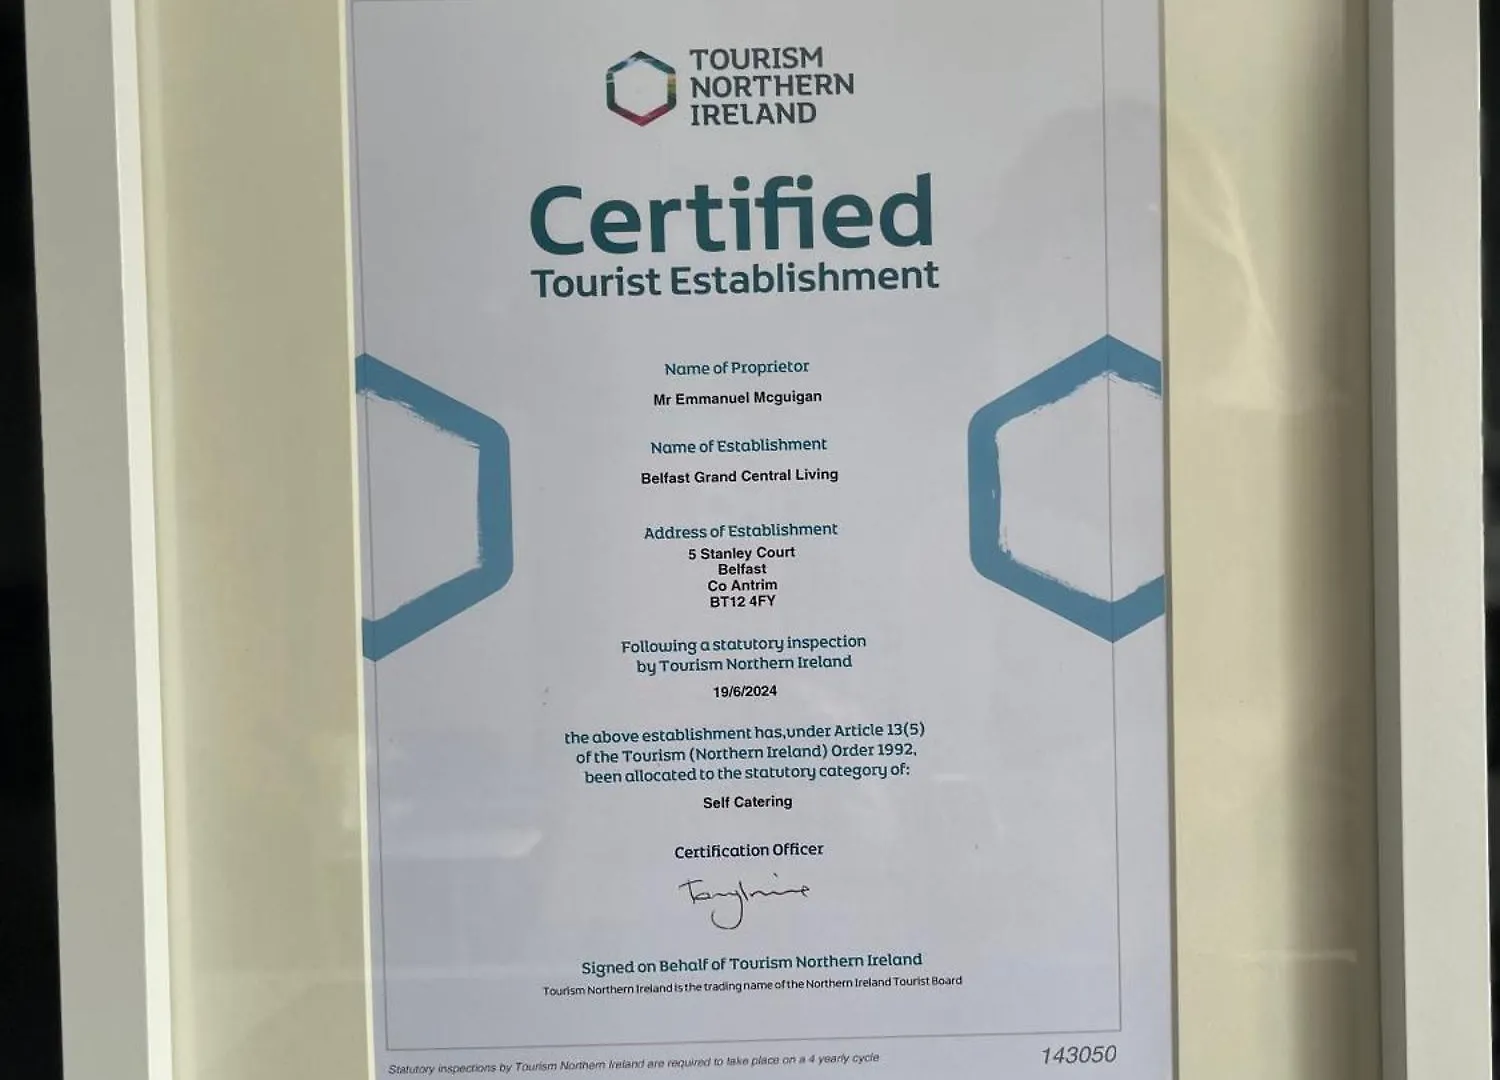 TOURISM
NORTHERN
IRELAND
Certified
Tourist Establishment
Name of Proprietor
Mr Emmanuel Mcguigan
Name of Establishment
Belfast Grand Central Living
Address of Establishment
5 Stanley Court
Belfast
Co Antrim
BT12 4FY
Following a statutory inspection
by Tourism Northern Ireland
19/6/2024
the above establishment has,under Article 13(5)
of the Tourism (Northern Ireland) Order 1992,
been allocated to the statutory category of:
Self Catering
Certification Officer
Signed on Behalf of Tourism Northern Ireland
Tourism Northern Ireland is the trading name of the Northern Ireland Tourist Board
Statutory inspections by Tourism Northern Ireland are required to take place on a 4 yearly cycle
143050